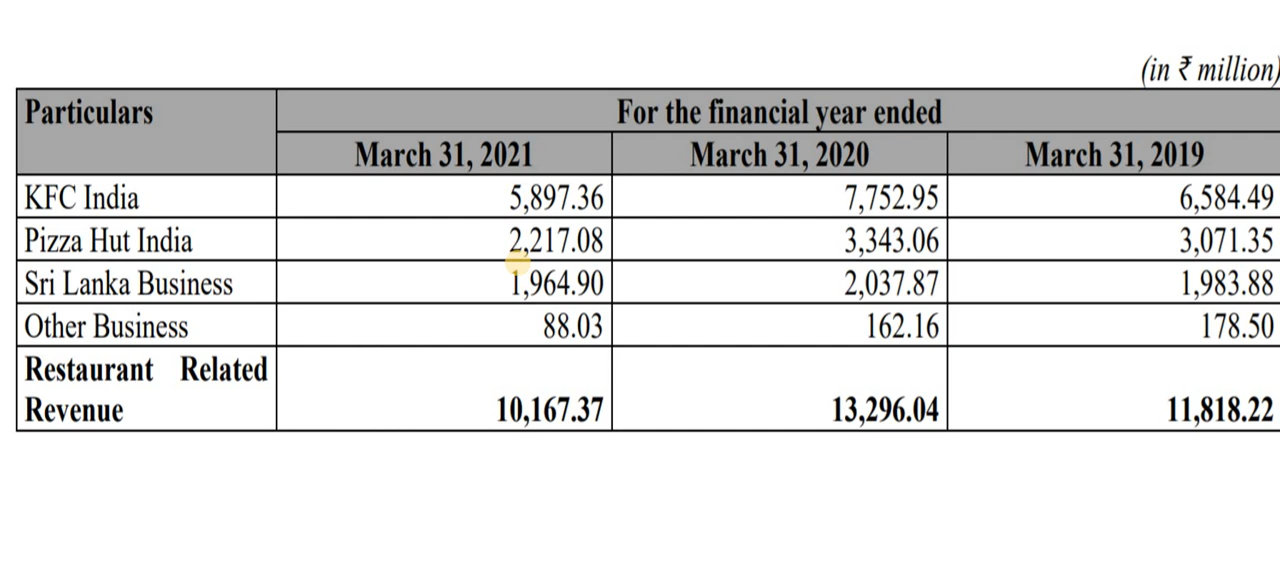 (in ₹ million)
Particulars For the financial year ended
March 31, 2021 March 31, 2020 March 31, 2019
KFC India 5,897.36 7,752.95 6,584.49
Pizza Hut India 2,217.08 3,343.06 3,071.35
Sri Lanka Business 1,964.90 2,037.87 1,983.88
Other Business 88.03 162.16 178.50
Restaurant Related
Revenue 10,167.37 13,296.04 11,818.22